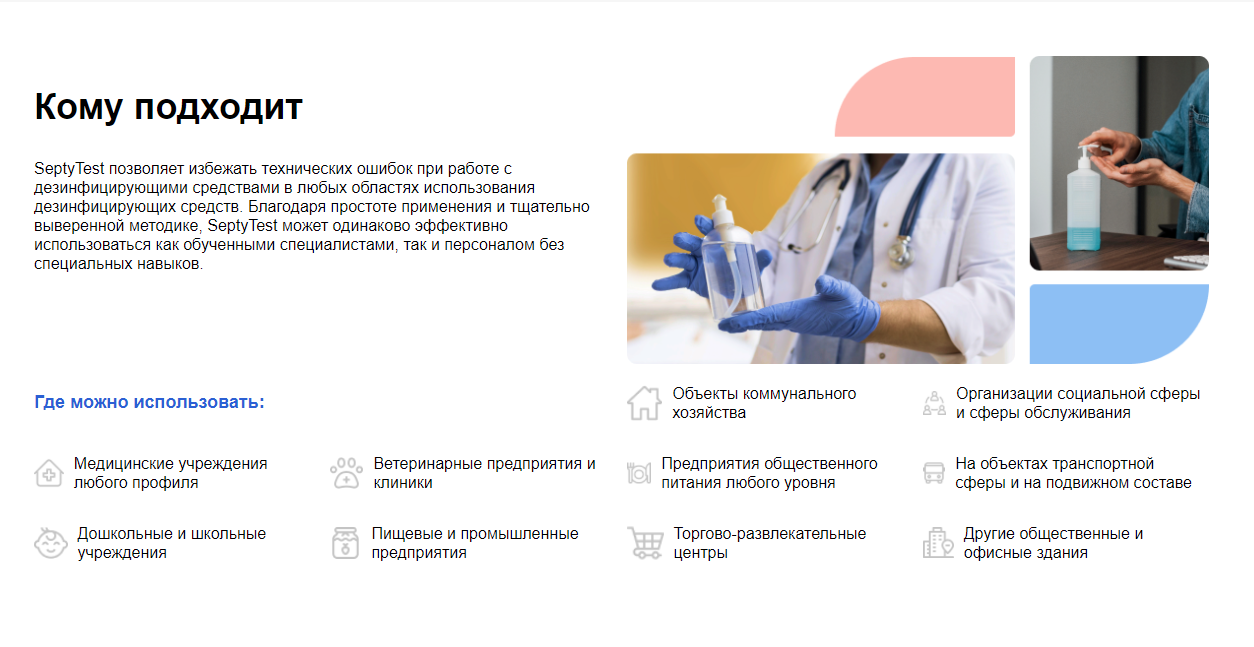 Кому подходит
SeptyTest позволяет избежать технических ошибок при работе с
дезинфицирующими средствами в любых областях использования
дезинфицирующих средств. Благодаря простоте применения и тщательно
выверенной методике, SeptyTest может одинаково эффективно
использоваться как обученными специалистами, так и персоналом без
специальных навыков.
Где можно использовать:
Объекты коммунального
хозяйства
Организации социальной сферы
и сферы обслуживания
Медицинские учреждения
любого профиля
Ветеринарные предприятия и
клиники
Предприятия общественного
питания любого уровня
На объектах транспортной
сферы и на подвижном составе
Дошкольные и школьные
учреждения
Пищевые и промышленные
предприятия
Торгово-развлекательные
центры
Другие общественные и
офисные здания